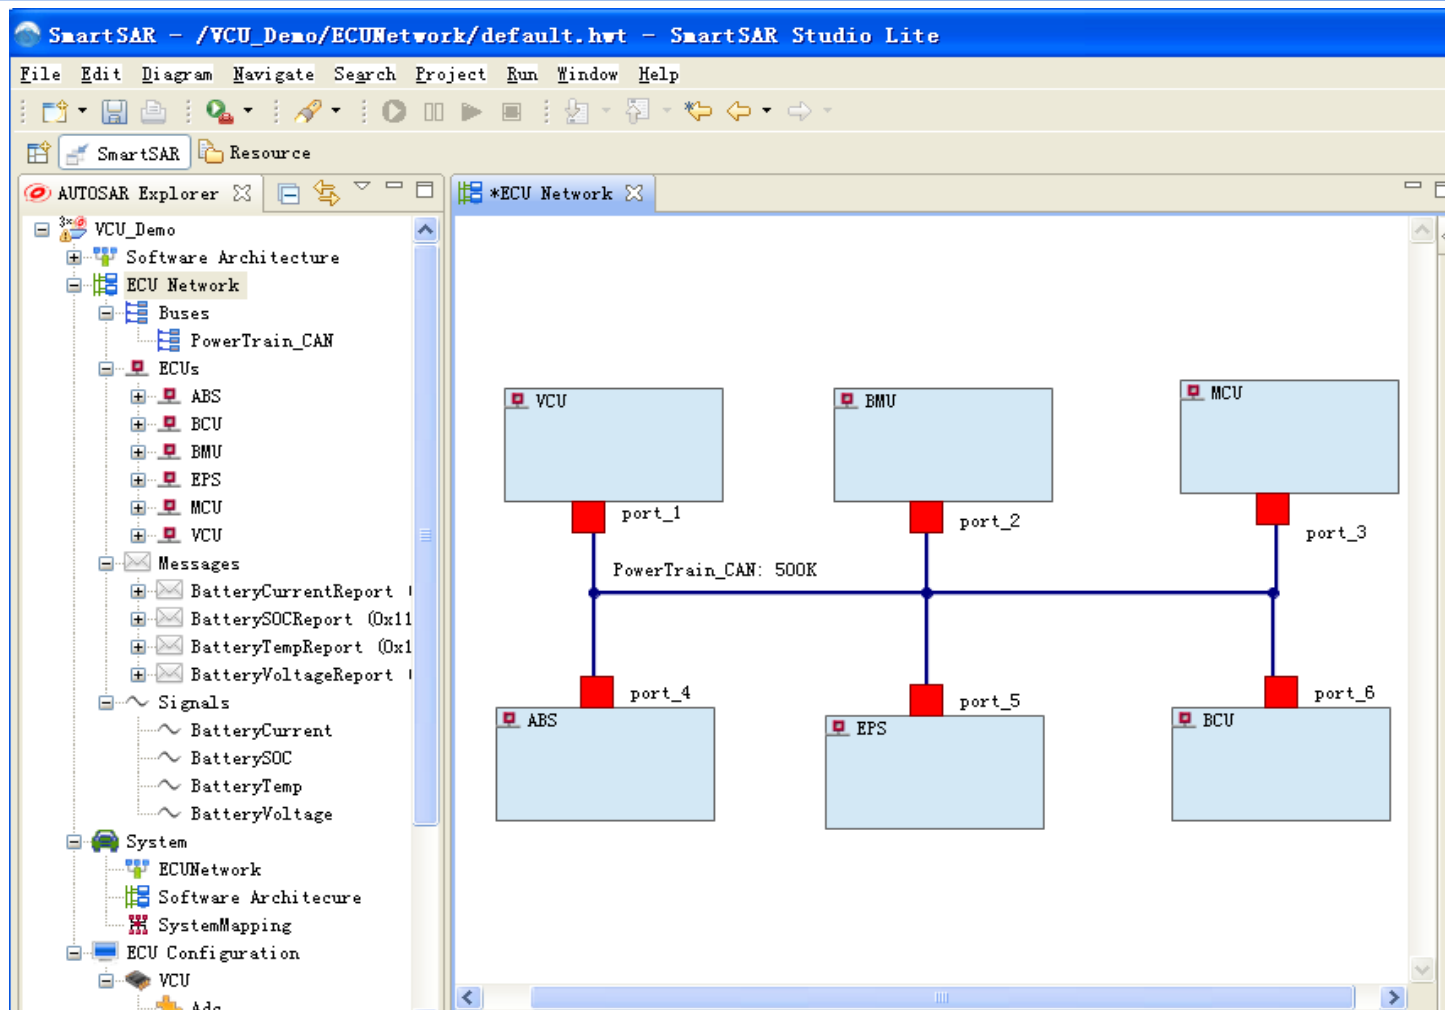 SmartSAR - /VCU_Demo/ECUNetwork/default.hwt - SmartSAR Studio Lite
File Edit Diagram Navigate Search Project Run Window Help
SmartSAR Resource
AUTOSAR Explorer
*ECU Network
VCU_Demo
Software Architecture
ECU Network
Buses
PowerTrain_CAN
ECUs
ABS
BCU
BMU
EPS
MCU
VCU
Messages
BatteryCurrentReport
BatterySOCReport (0x11
BatteryTempReport (0x1
BatteryVoltageReport
Signals
BatteryCurrent
BatterySOC
BatteryTemp
BatteryVoltage
System
ECUNetwork
Software Architecure
SystemMapping
ECU Configuration
VCU
Adc
VCU
BMU
MCU
port_1
port_2
port_3
PowerTrain_CAN: 500K
port_4
port_5
port_6
ABS
EPS
BCU